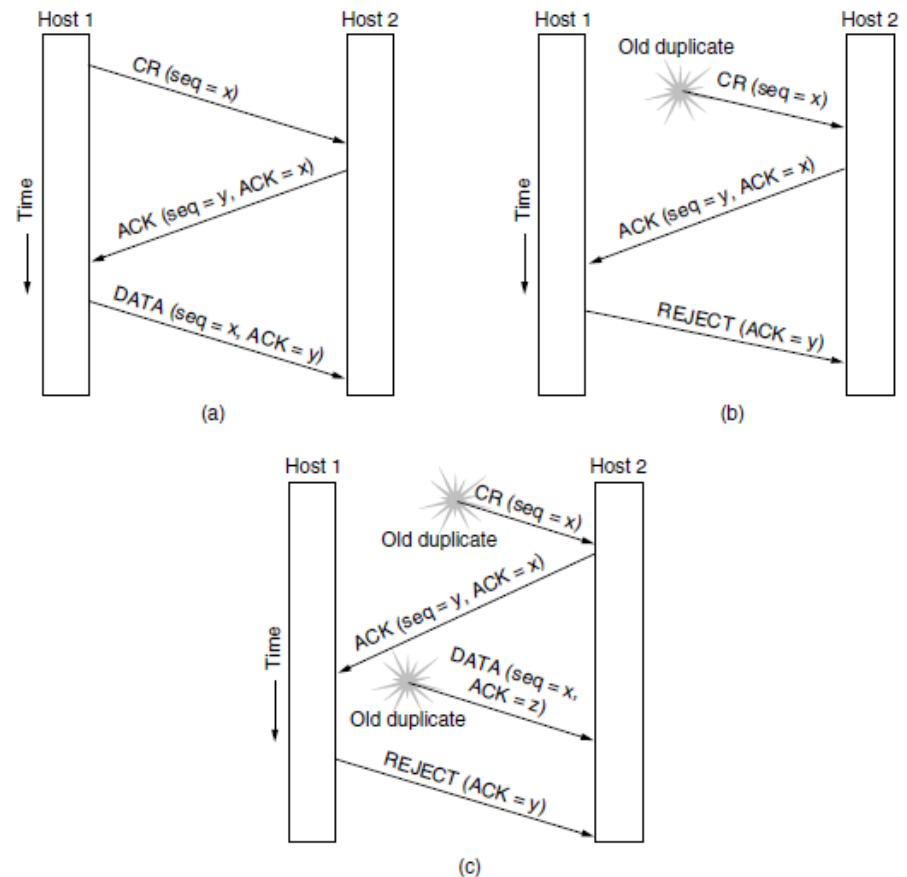 Host 1
Host 2
CR (seq = x)
ACK (seq = y, ACK = x)
DATA (seq = x, ACK = y)
Time
(a)
Host 1
Host 2
Old duplicate
CR (seq = x)
ACK (seq = y, ACK = x)
REJECT (ACK = y)
Time
(b)
Host 1
Host 2
CR (seq = x)
Old duplicate
ACK (seq = y, ACK = x)
DATA (seq = x,
ACK = z)
Old duplicate
REJECT (ACK = y)
Time
(c)